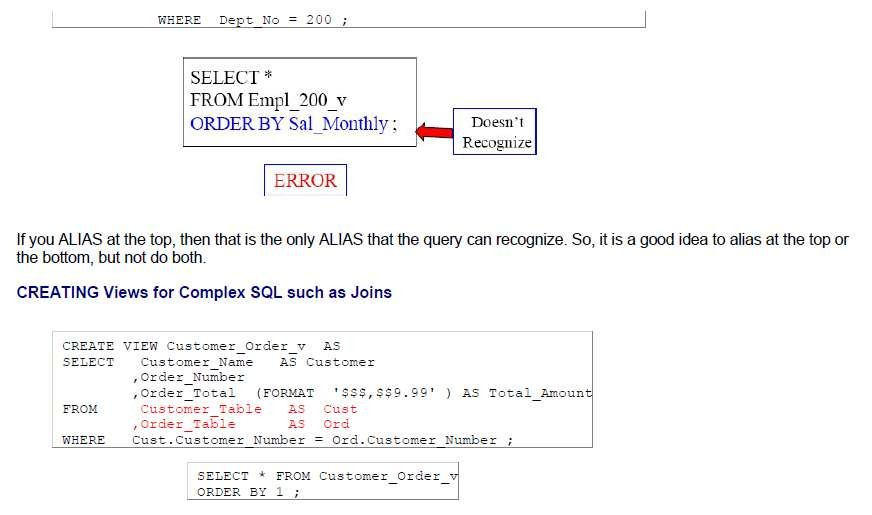 WHERE Dept_No = 200 ;
SELECT *
FROM Empl_200_v
ORDER BY Sal_Monthly ;
Doesn't
Recognize
ERROR
If you ALIAS at the top, then that is the only ALIAS that the query can recognize. So, it is a good idea to alias at the top or
the bottom, but not do both.
CREATING Views for Complex SQL such as Joins
CREATE VIEW Customer_Order_v AS
SELECT Customer_Name AS Customer
,Order_Number
,Order_Total (FORMAT '$$$,$$9.99' ) AS Total_Amount
FROM Customer_Table AS Cust
,Order_Table AS Ord
WHERE Cust.Customer_Number = Ord.Customer_Number ;
SELECT * FROM Customer_Order_v
ORDER BY 1 ;